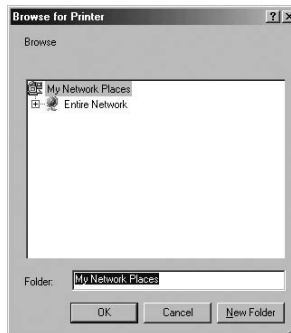 Browse for Printer
Browse
My Network Places
Entire Network
Folder: My Network Places
OK Cancel New Folder